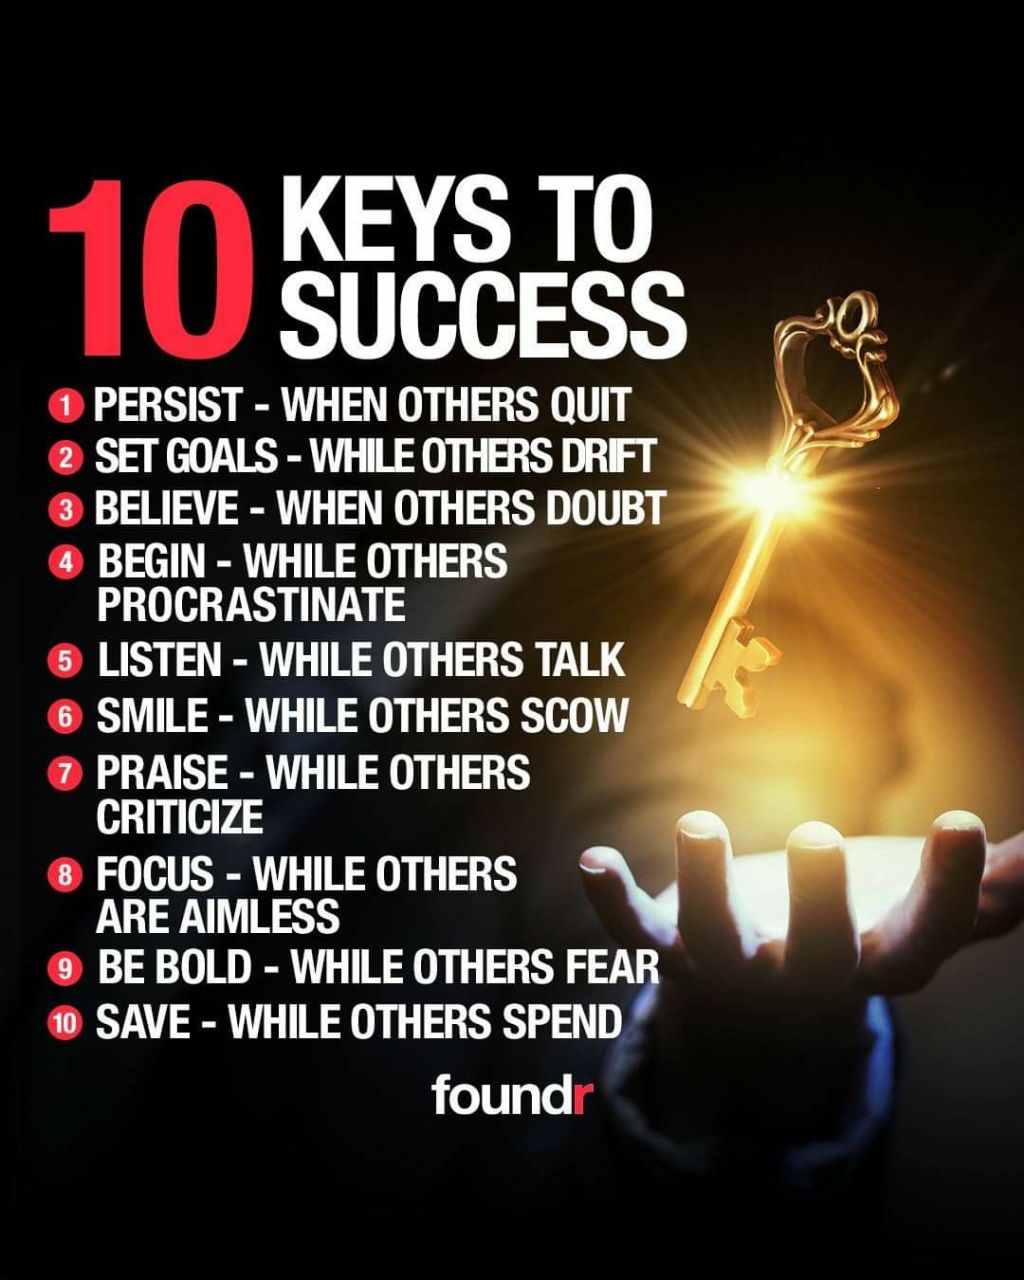 10 KEYS TO
SUCCESS
1 PERSIST - WHEN OTHERS QUIT
2 SET GOALS - WHILE OTHERS DRIFT
3 BELIEVE - WHEN OTHERS DOUBT
4 BEGIN - WHILE OTHERS
PROCRASTINATE
5 LISTEN - WHILE OTHERS TALK
6 SMILE - WHILE OTHERS SCOW
7 PRAISE - WHILE OTHERS
CRITICIZE
8 FOCUS - WHILE OTHERS
ARE AIMLESS
9 BE BOLD - WHILE OTHERS FEAR
10 SAVE - WHILE OTHERS SPEND
foundr